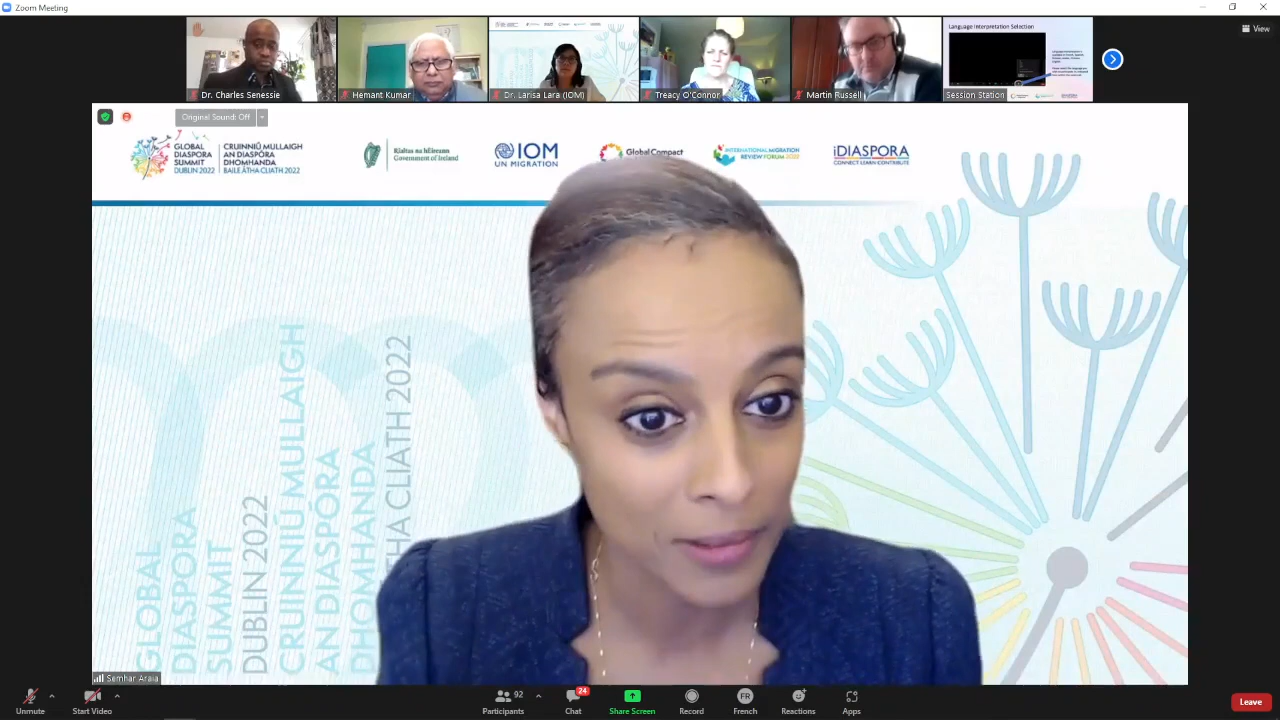 Zoom Meeting
View
Dr. Charles Senessie
Hemant Kumar
Dr. Larisa Lara (IOM)
Treacy O'Connor
Martin Russell
Language Interpretation Selection
Session Station
Original Sound: Off
GLOBAL
DIASPORA
SUMMIT
DUBLIN 2022
CRUINNIÚ MULLAIGH
AN DIASPÓRA
DHOMHANDA
BAILE ÁTHA CLIATH 2022
Rialtas na hÉireann
Government of Ireland
IOM
UN MIGRATION
Global Compact
INTERNATIONAL MIGRATION
REVIEW FORUM 2022
iDIASPORA
CONNECT LEARN CONTRIBUTE
GLOBAL
DIASPORA
SUMMIT
DUBLIN 2022
CRUINNIÚ MULLAIGH
AN DIASPÓRA
DHOMHANDA
THA CLIATH 2022
Semhar Araia
Unmute
Start Video
92
Participants
24
Chat
Share Screen
Record
FR
French
Reactions
Apps
Leave